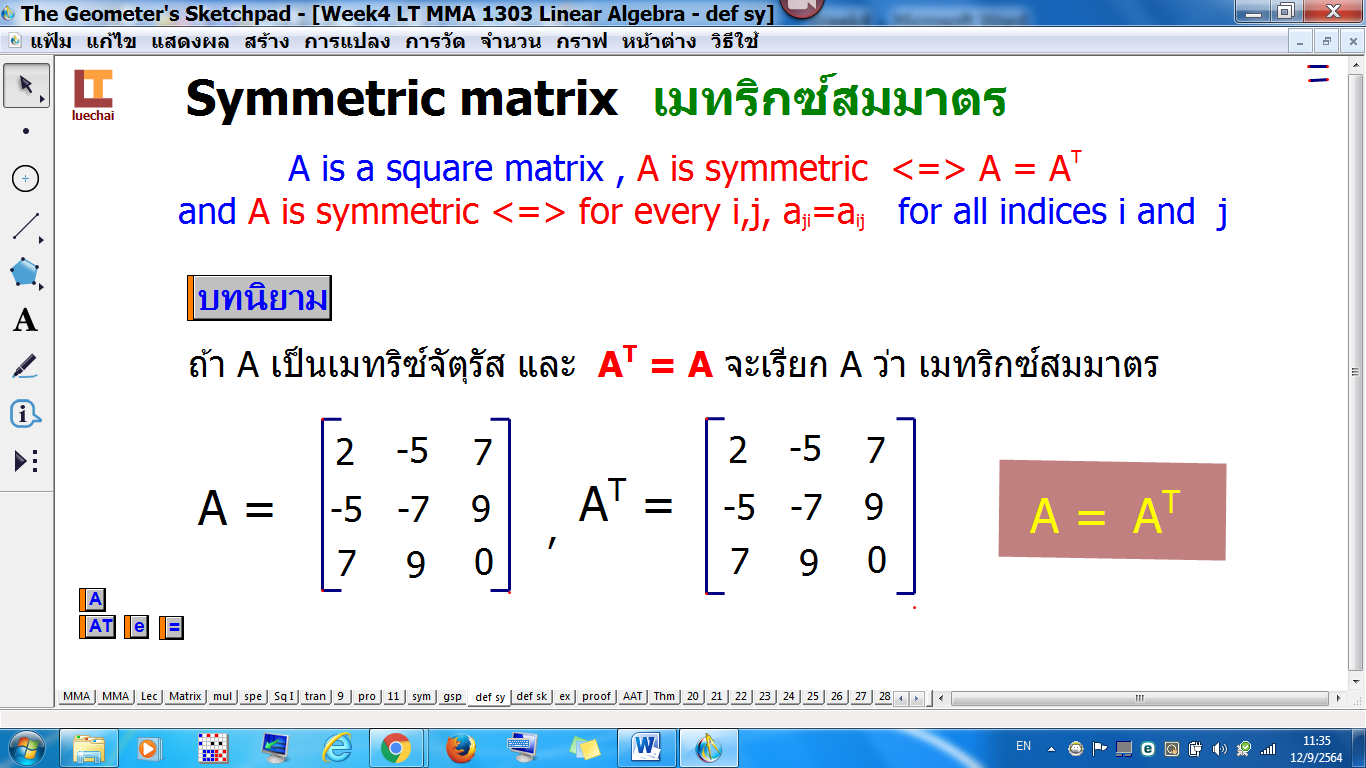 The Geometer's Sketchpad - [Week4 LT MMA 1303 Linear Algebra - def sy]
แฟ้ม แก้ไข แสดงผล สร้าง การแปลง การวัด จำนวน กราฟ หน้าต่าง วิธีใช้
LT
luechai
Symmetric matrix เมทริกซ์สมมาตร
A is a square matrix , A is symmetric <=> A = Aᵀ
and A is symmetric <=> for every i,j, aⱼᵢ=aᵢⱼ for all indices i and j
บทนิยาม
ถ้า A เป็นเมทริซ์จัตุรัส และ Aᵀ = A จะเรียก A ว่า เมทริกซ์สมมาตร
2 -5 7 2 -5 7
A = -5 -7 9 , Aᵀ = -5 -7 9 A = Aᵀ
7 9 0 7 9 0
A
AT e =
MMA MMA Lec Matrix mul spe Sq I tran 9 pro 11 sym gsp def sy def sk ex proof AAT Thm 20 21 22 23 24 25 26 27 28
EN 11:35
12/9/2564